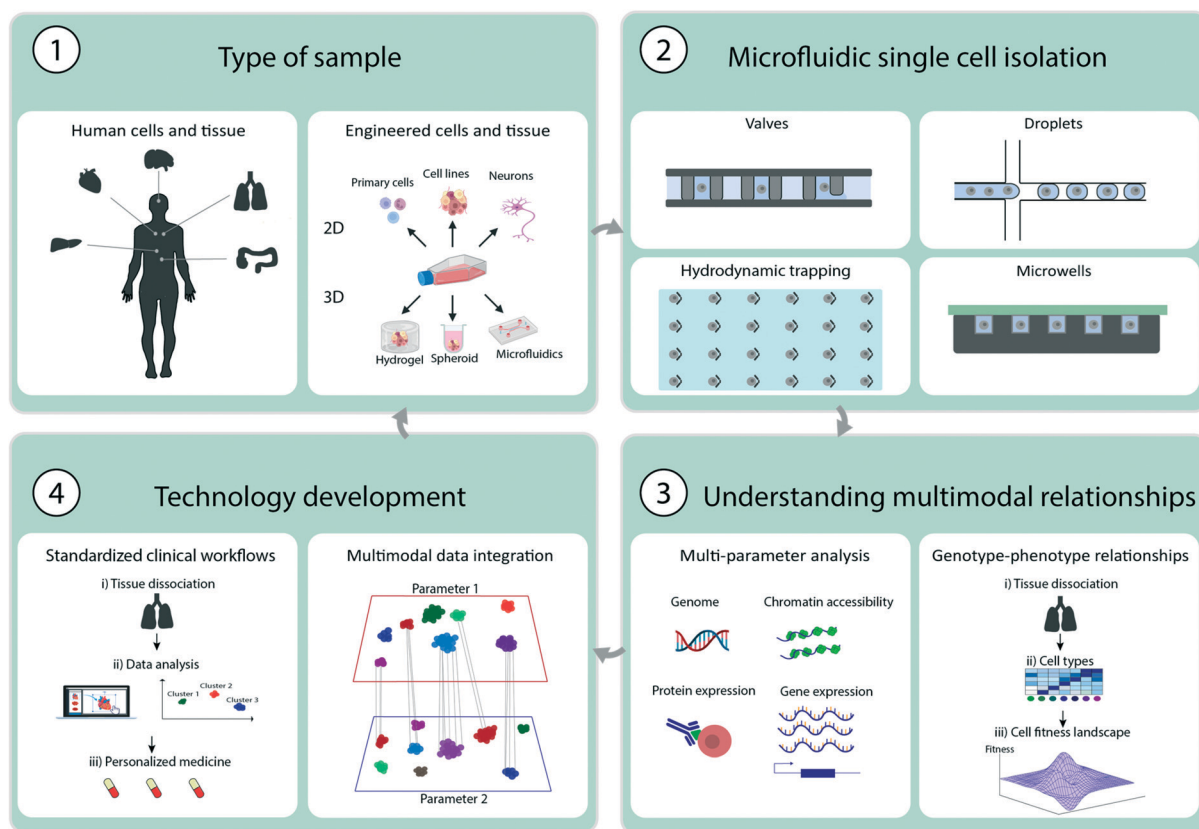 1
Type of sample
Human cells and tissue
Engineered cells and tissue
Primary cells
Cell lines
Neurons
2D
3D
Hydrogel
Spheroid
Microfluidics
2
Microfluidic single cell isolation
Valves
Droplets
Hydrodynamic trapping
Microwells
3
Understanding multimodal relationships
Multi-parameter analysis
Genome
Chromatin accessibility
Protein expression
Gene expression
Genotype-phenotype relationships
i) Tissue dissociation
ii) Cell types
iii) Cell fitness landscape
Fitness
4
Technology development
Standardized clinical workflows
i) Tissue dissociation
ii) Data analysis
Cluster 1
Cluster 2
Cluster 3
iii) Personalized medicine
Multimodal data integration
Parameter 1
Parameter 2